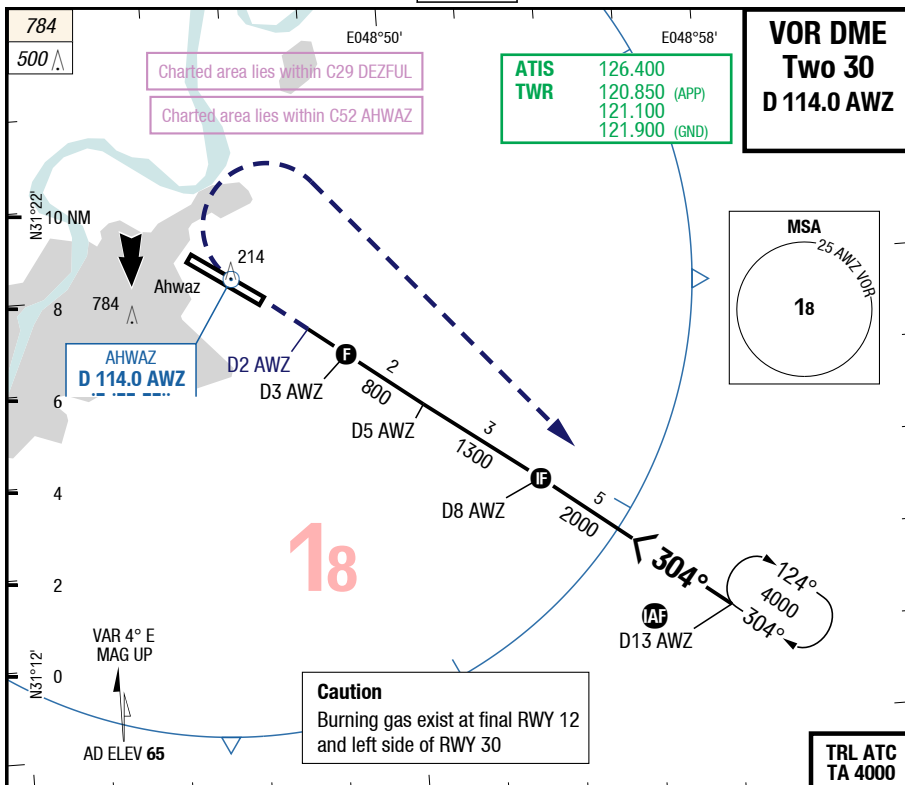 784
500
E048°50'
E048°58'
VOR DME
Two 30
D 114.0 AWZ
Charted area lies within C29 DEZFUL
Charted area lies within C52 AHWAZ
ATIS 126.400
TWR 120.850 (APP)
121.100
121.900 (GND)
N31°22'
10 NM
MSA
25 AWZ VOR
18
214
Ahwaz
784
8
AHWAZ
D 114.0 AWZ
D2 AWZ
F
D3 AWZ
2
800
6
D5 AWZ
3
1300
IF
D8 AWZ
4
5
2000
18
304°
124°
4000
304°
IAF
D13 AWZ
2
VAR 4° E
MAG UP
N31°12'
0
AD ELEV 65
Caution
Burning gas exist at final RWY 12
and left side of RWY 30
TRL ATC
TA 4000